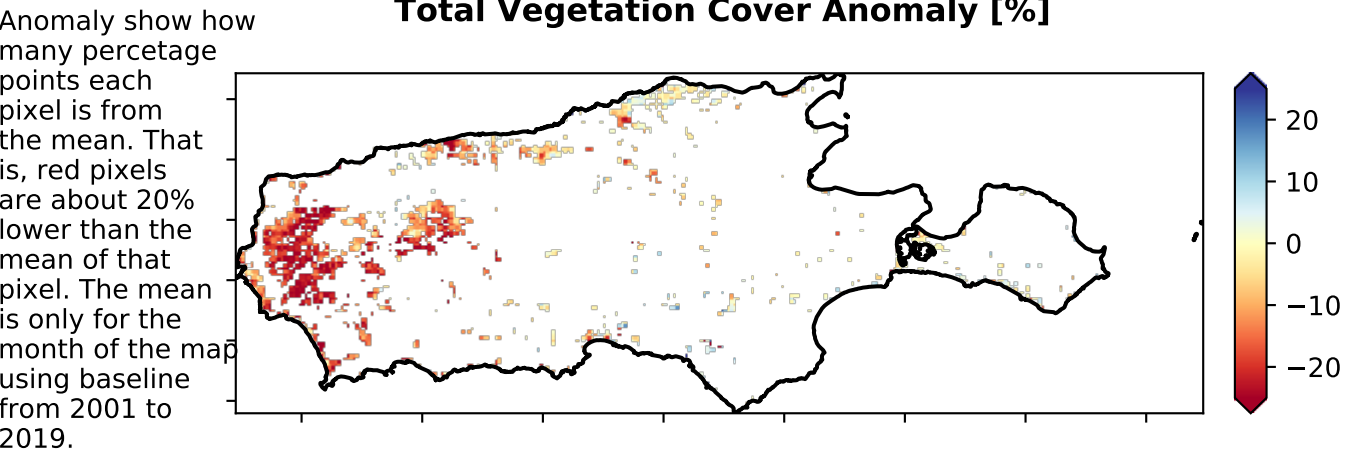 Total Vegetation Cover Anomaly [%]
Anomaly show how
many percetage
points each
pixel is from
the mean. That
is, red pixels
are about 20%
lower than the
mean of that
pixel. The mean
is only for the
month of the map
using baseline
from 2001 to
2019.
20
10
0
−10
−20